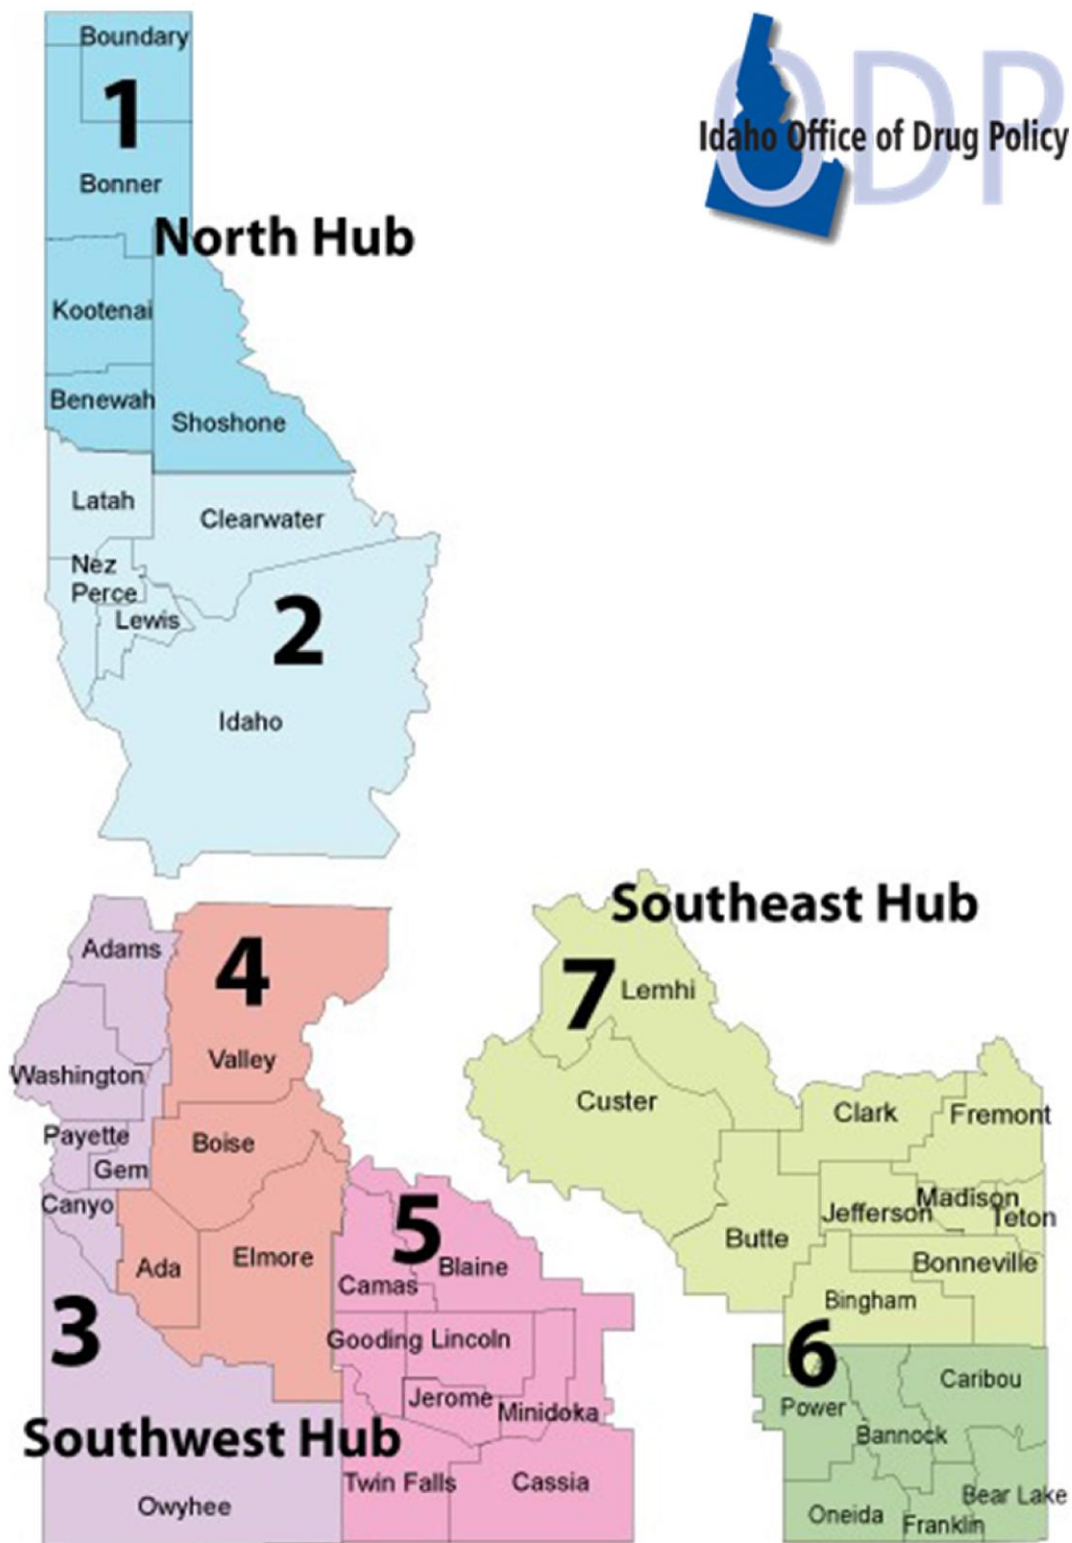 Boundary
1
Bonner
North Hub
Kootenai
Benewah
Shoshone
Latah
Clearwater
Nez
Perce
Lewis
2
Idaho
ODP
Idaho Office of Drug Policy
Adams
4
Valley
Washington
Payette
Boise
Gem
Canyo
Ada
Elmore
3
Southwest Hub
Owyhee
5
Blaine
Camas
Gooding
Lincoln
Jerome
Minidoka
Twin Falls
Cassia
Southeast Hub
7
Lemhi
Custer
Clark
Fremont
Madison
Jefferson
Teton
Butte
Bonneville
Bingham
6
Caribou
Power
Bannock
Bear Lake
Oneida
Franklin